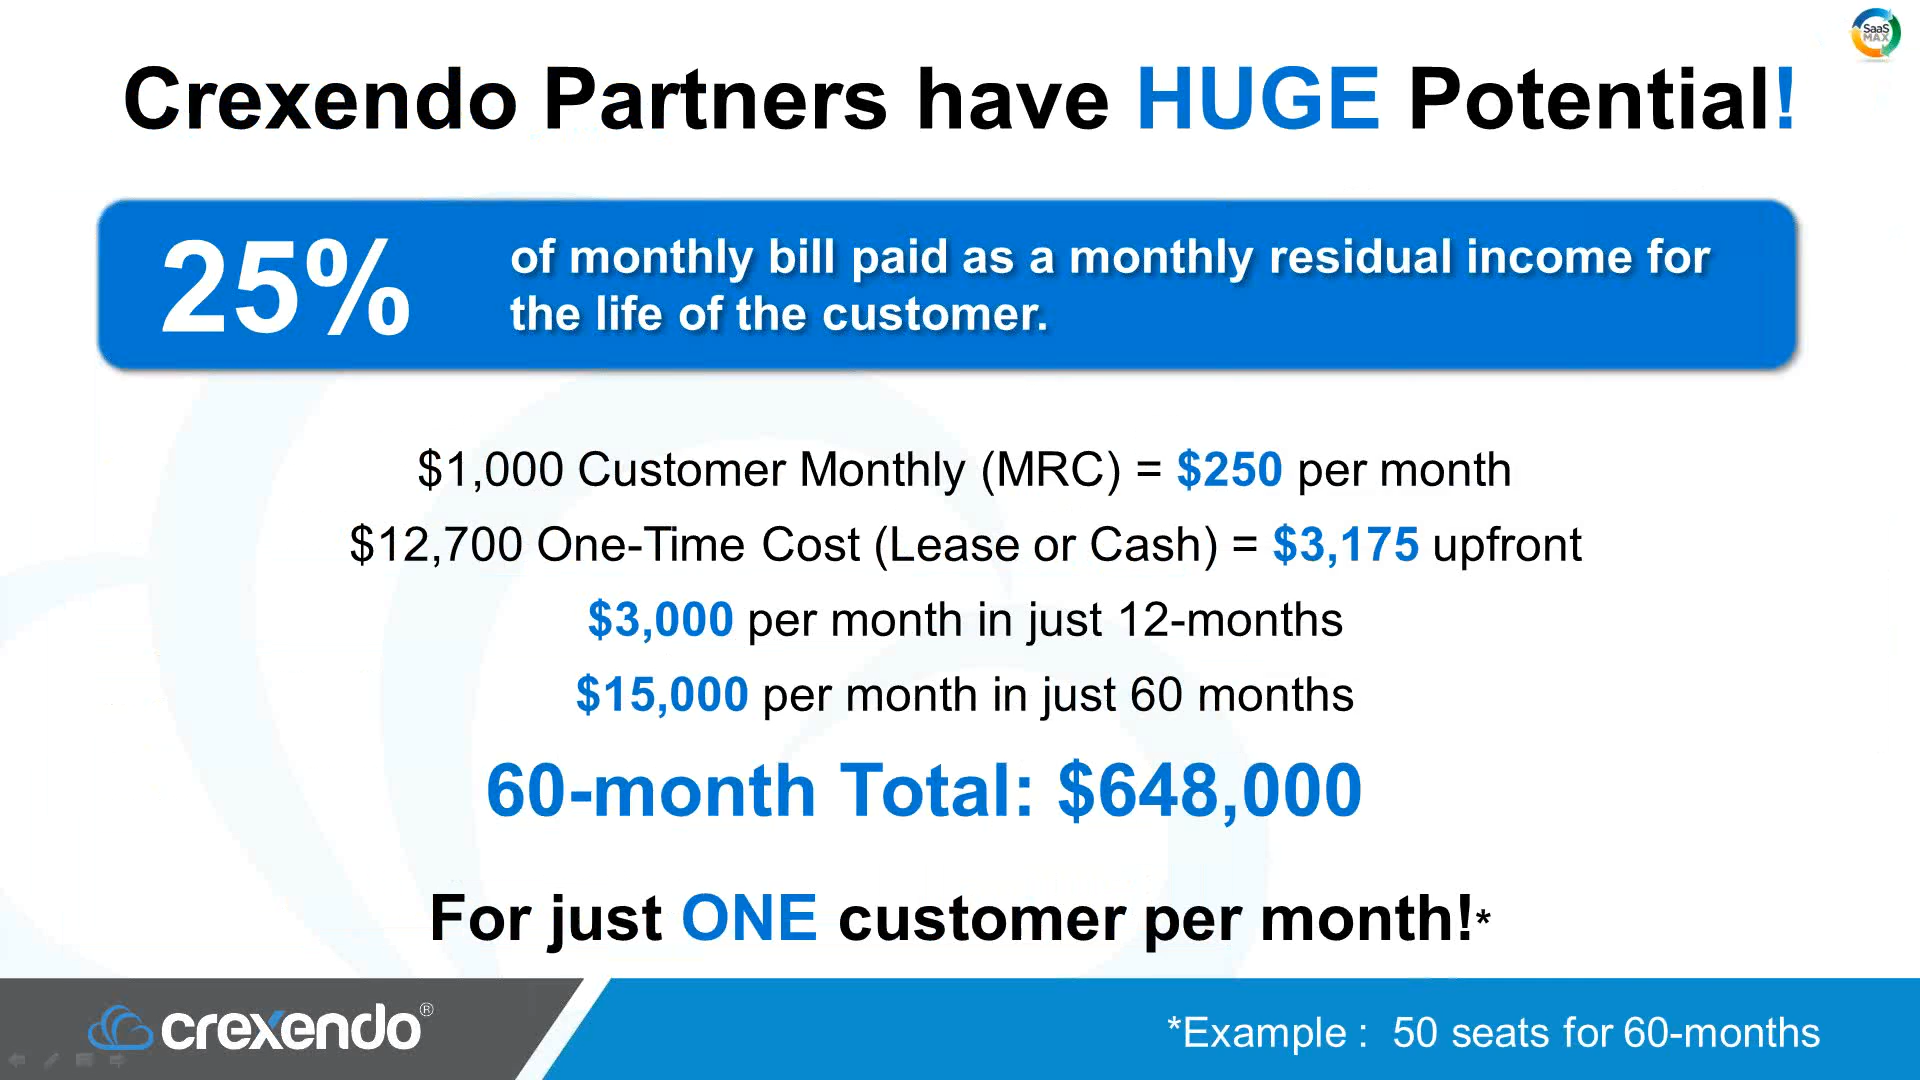 SaaS
MAX
Crexendo Partners have HUGE Potential!
25%
of monthly bill paid as a monthly residual income for
the life of the customer.
$1,000 Customer Monthly (MRC) = $250 per month
$12,700 One-Time Cost (Lease or Cash) = $3,175 upfront
$3,000 per month in just 12-months
$15,000 per month in just 60 months
60-month Total: $648,000
For just ONE customer per month!*
crexendo®
*Example : 50 seats for 60-months